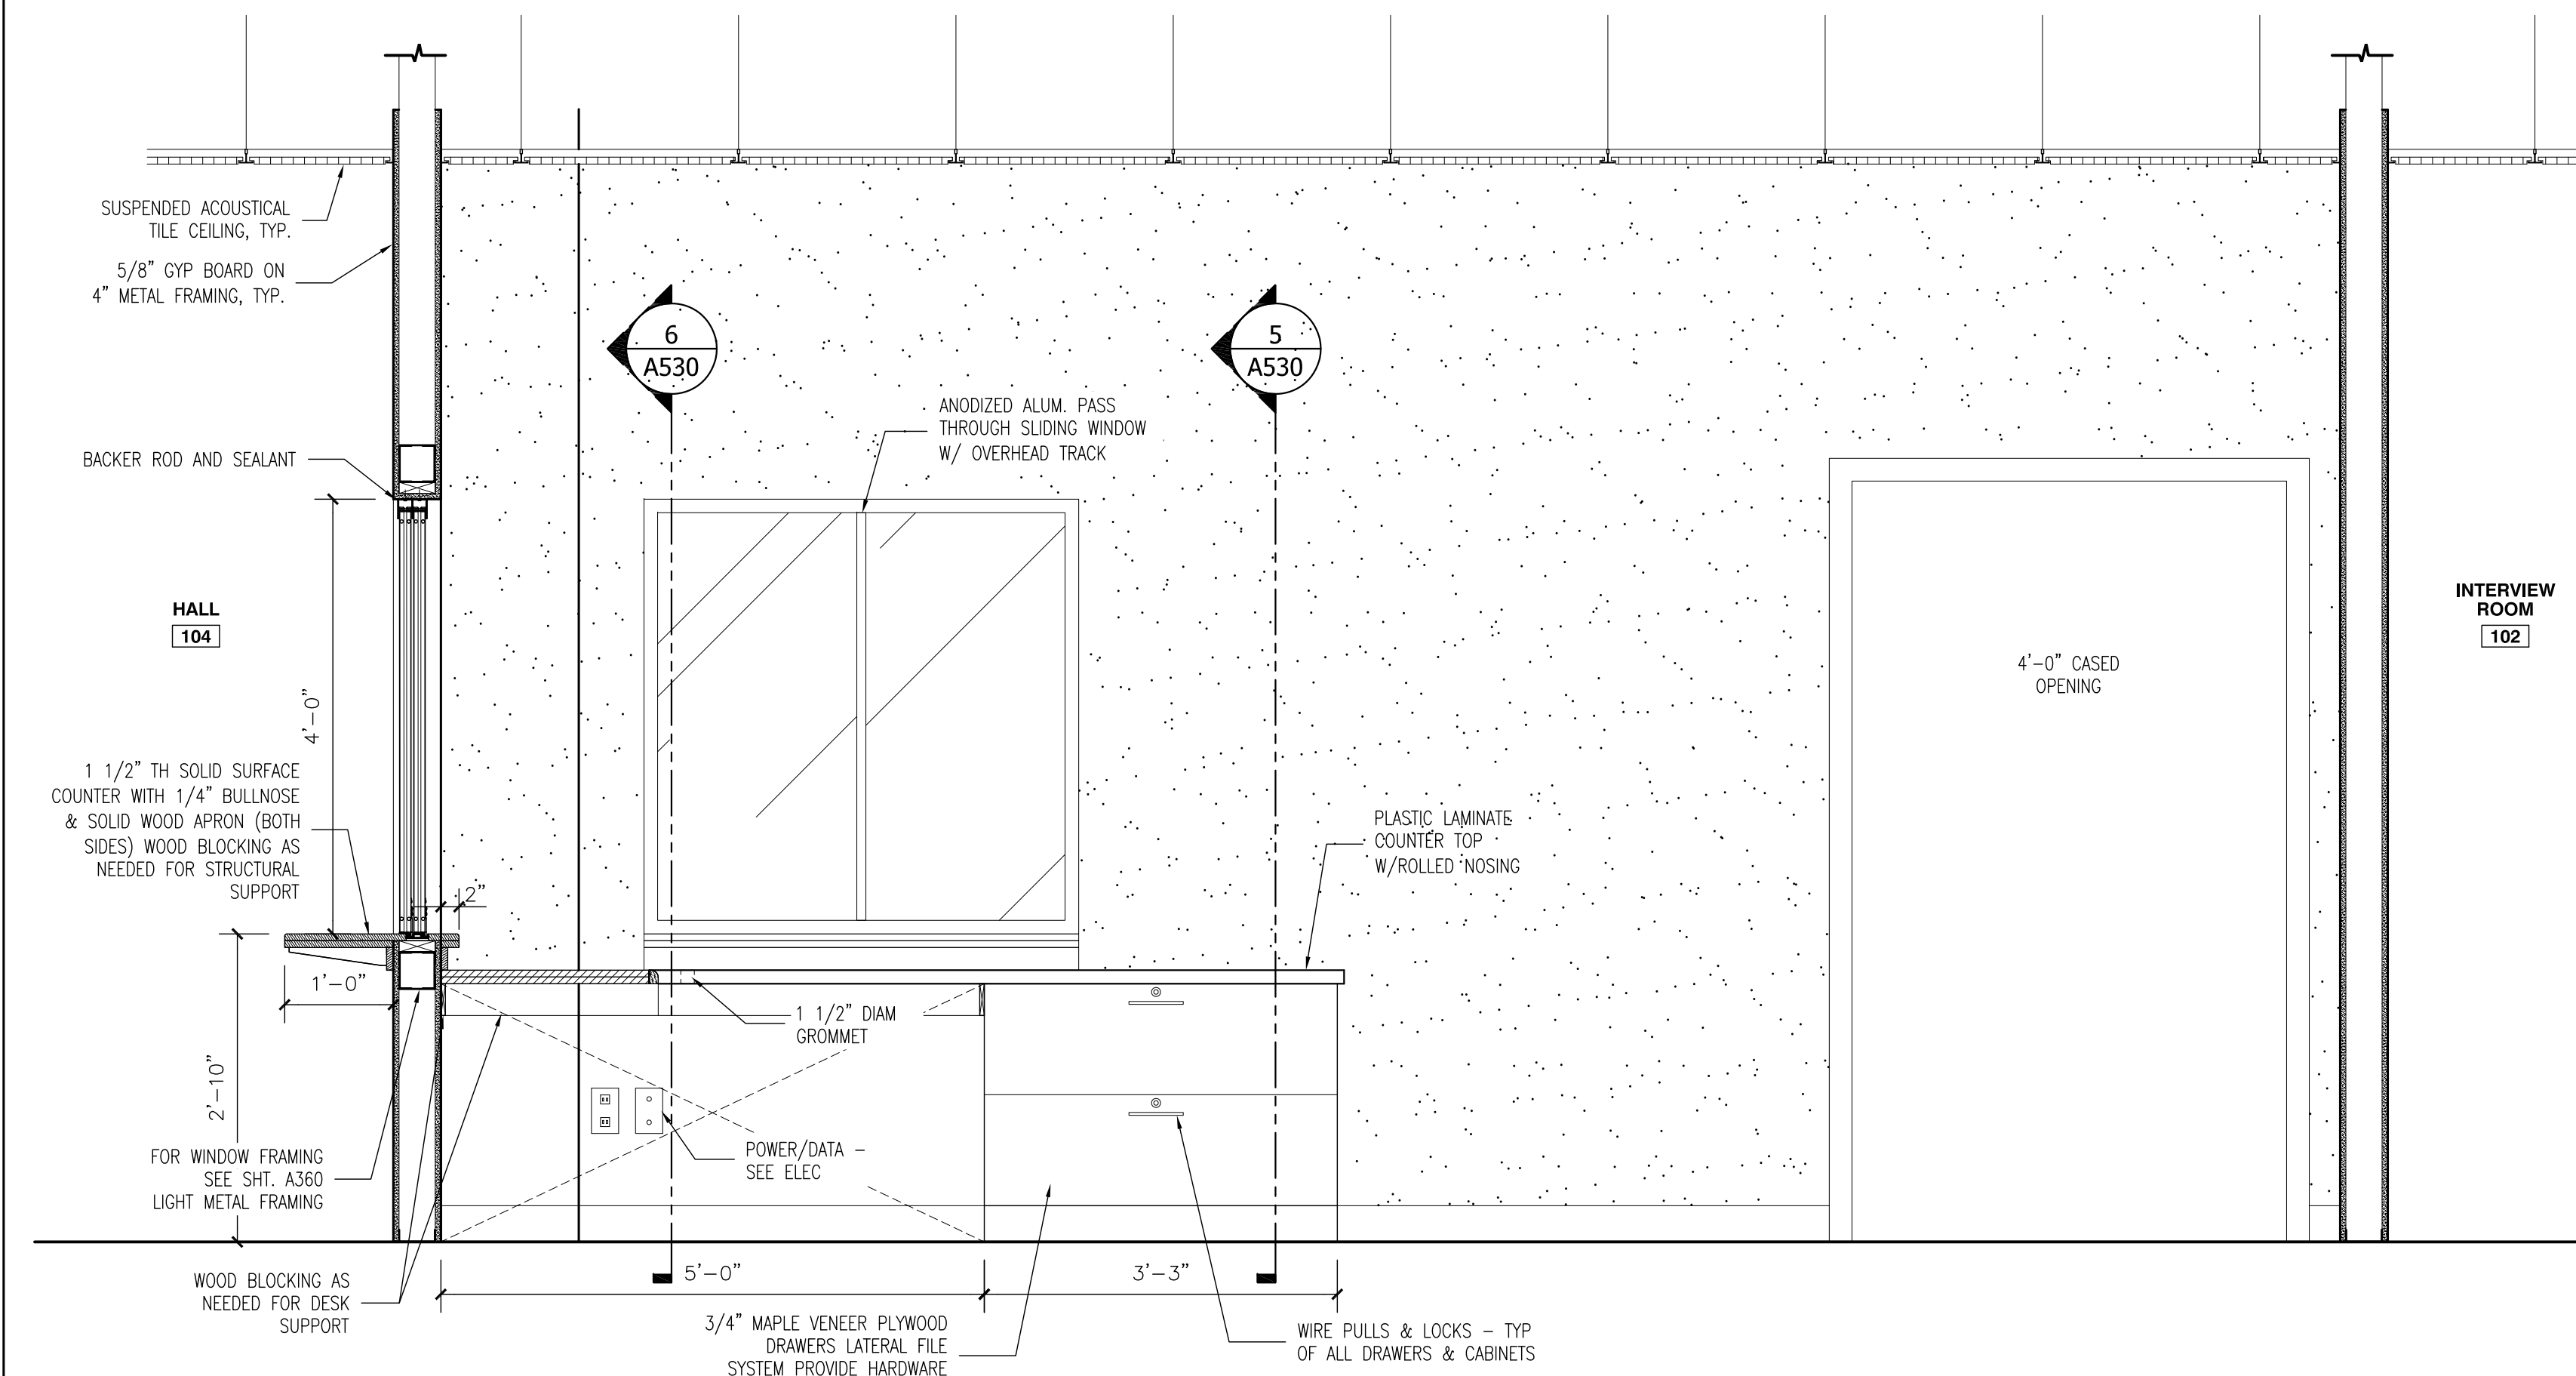 SUSPENDED ACOUSTICAL
TILE CEILING, TYP.
5/8" GYP BOARD ON
4" METAL FRAMING, TYP.
6
A530
5
A530
ANODIZED ALUM. PASS
THROUGH SLIDING WINDOW
W/ OVERHEAD TRACK
BACKER ROD AND SEALANT
HALL
104
INTERVIEW
ROOM
102
4'-0" CASED
OPENING
4'-0"
1 1/2" TH SOLID SURFACE
COUNTER WITH 1/4" BULLNOSE
& SOLID WOOD APRON (BOTH
SIDES) WOOD BLOCKING AS
NEEDED FOR STRUCTURAL
SUPPORT
2"
PLASTIC LAMINATE
COUNTER TOP
W/ROLLED NOSING
1'-0"
1 1/2" DIAM
GROMMET
2'-10"
POWER/DATA -
SEE ELEC
FOR WINDOW FRAMING
SEE SHT. A360
LIGHT METAL FRAMING
WOOD BLOCKING AS
NEEDED FOR DESK
SUPPORT
5'-0"
3'-3"
3/4" MAPLE VENEER PLYWOOD
DRAWERS LATERAL FILE
SYSTEM PROVIDE HARDWARE
WIRE PULLS & LOCKS - TYP
OF ALL DRAWERS & CABINETS